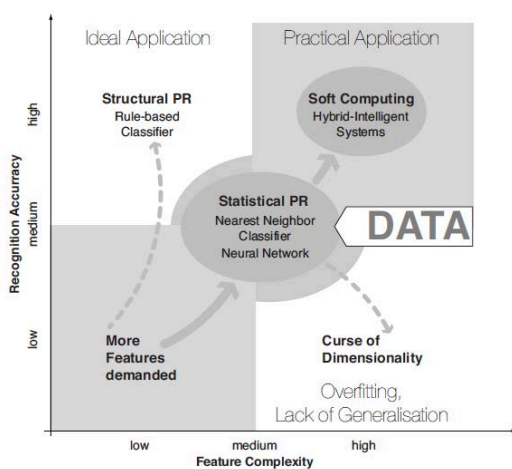 Ideal Application
Practical Application
Structural PR
Rule-based
Classifier
Soft Computing
Hybrid-Intelligent
Systems
Statistical PR
Nearest Neighbor
Classifier
Neural Network
DATA
More
Features
demanded
Curse of
Dimensionality
Overfitting,
Lack of Generalisation
Recognition Accurracy
high
medium
low
low
medium
high
Feature Complexity